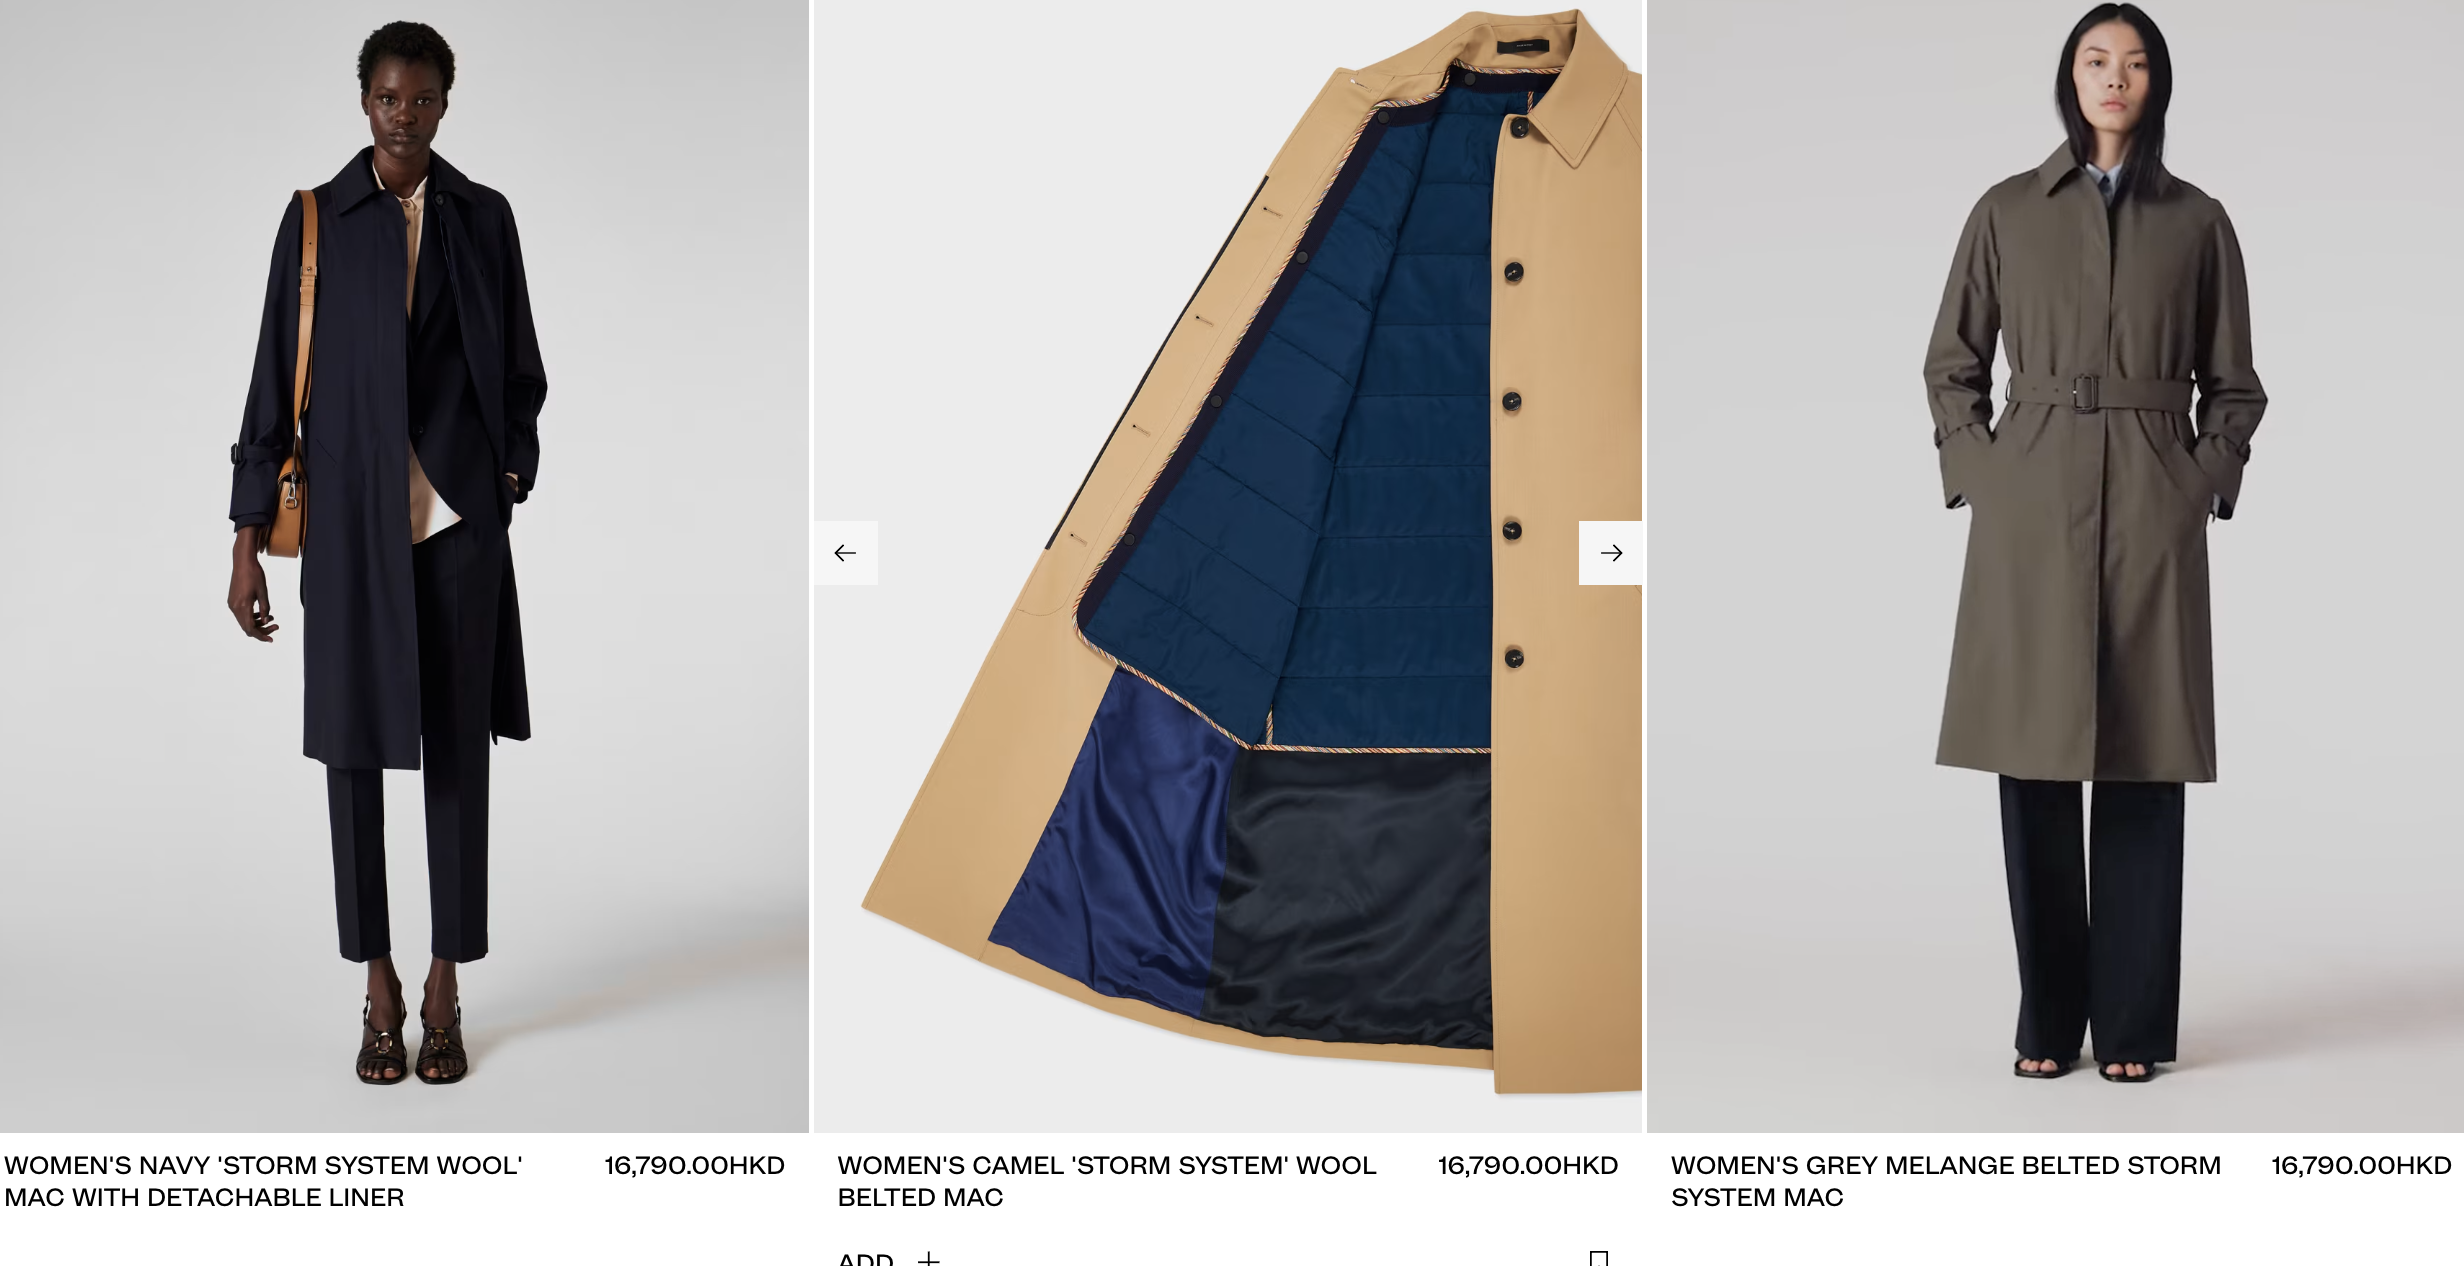 WOMEN'S NAVY 'STORM SYSTEM WOOL' MAC WITH DETACHABLE LINER
16,790.00HKD
WOMEN'S CAMEL 'STORM SYSTEM' WOOL BELTED MAC
16,790.00HKD
WOMEN'S GREY MELANGE BELTED STORM SYSTEM MAC
16,790.00HKD
ADD